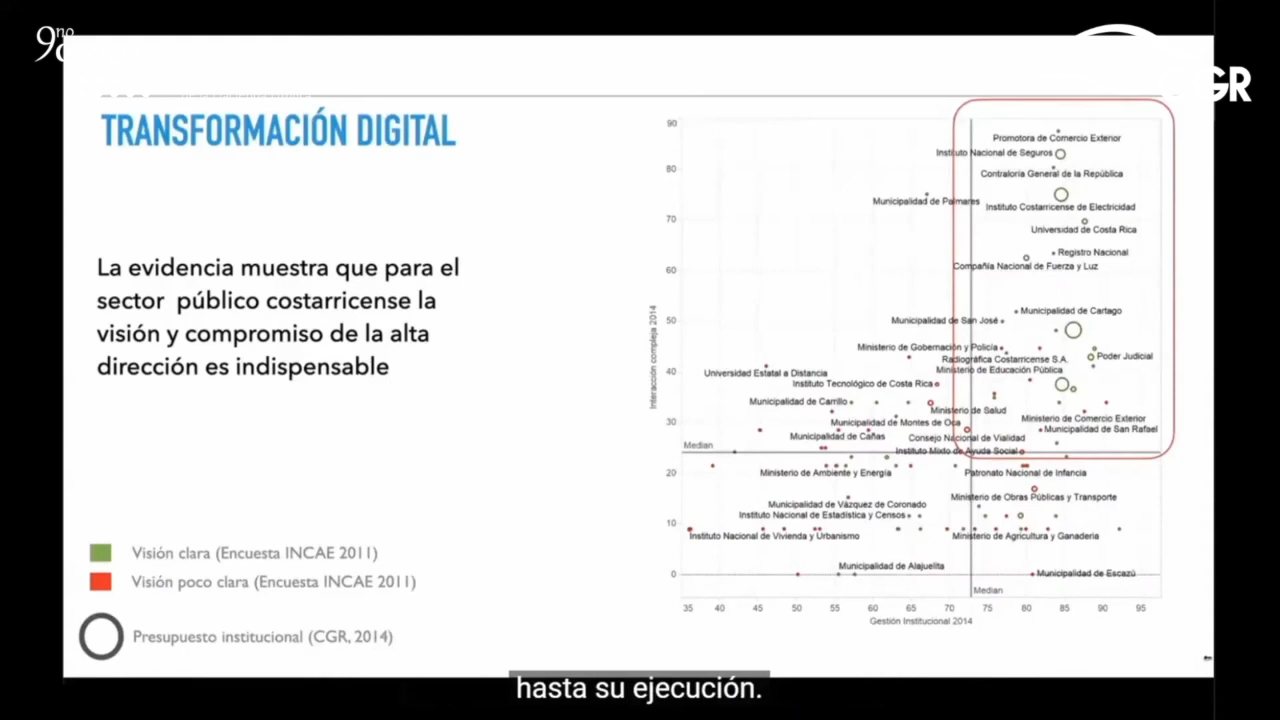 9no
GR
TRANSFORMACIÓN DIGITAL
La evidencia muestra que para el
sector público costarricense la
visión y compromiso de la alta
dirección es indispensable
Visión clara (Encuesta INCAE 2011)
Visión poco clara (Encuesta INCAE 2011)
Presupuesto institucional (CGR, 2014)
Interacción compleja 2014
90
80
70
60
50
40
30
20
10
0
Promotora de Comercio Exterior
Instituto Nacional de Seguros
Contraloría General de la República
Municipalidad de Palmares
Instituto Costarricense de Electricidad
Universidad de Costa Rica
Registro Nacional
Compañía Nacional de Fuerza y Luz
Municipalidad de Cartago
Municipalidad de San José
Ministerio de Gobernación y Policía
Poder Judicial
Radiográfica Costarricense S.A.
Ministerio de Educación Pública
Universidad Estatal a Distancia
Instituto Tecnológico de Costa Rica
Municipalidad de Carrillo
Ministerio de Salud
Ministerio de Comercio Exterior
Municipalidad de Montes de Oca
Municipalidad de San Rafael
Municipalidad de Cañas
Consejo Nacional de Vialidad
Median
Instituto Mixto de Ayuda Social
Ministerio de Ambiente y Energía
Patronato Nacional de Infancia
Ministerio de Obras Públicas y Transporte
Municipalidad de Vázquez de Coronado
Instituto Nacional de Estadística y Censos
Instituto Nacional de Vivienda y Urbanismo
Ministerio de Agricultura y Ganadería
Municipalidad de Alajuelita
Municipalidad de Escazú
Median
35 40 45 50 55 60 65 70 75 80 85 90 95
Gestión Institucional 2014
hasta su ejecución.